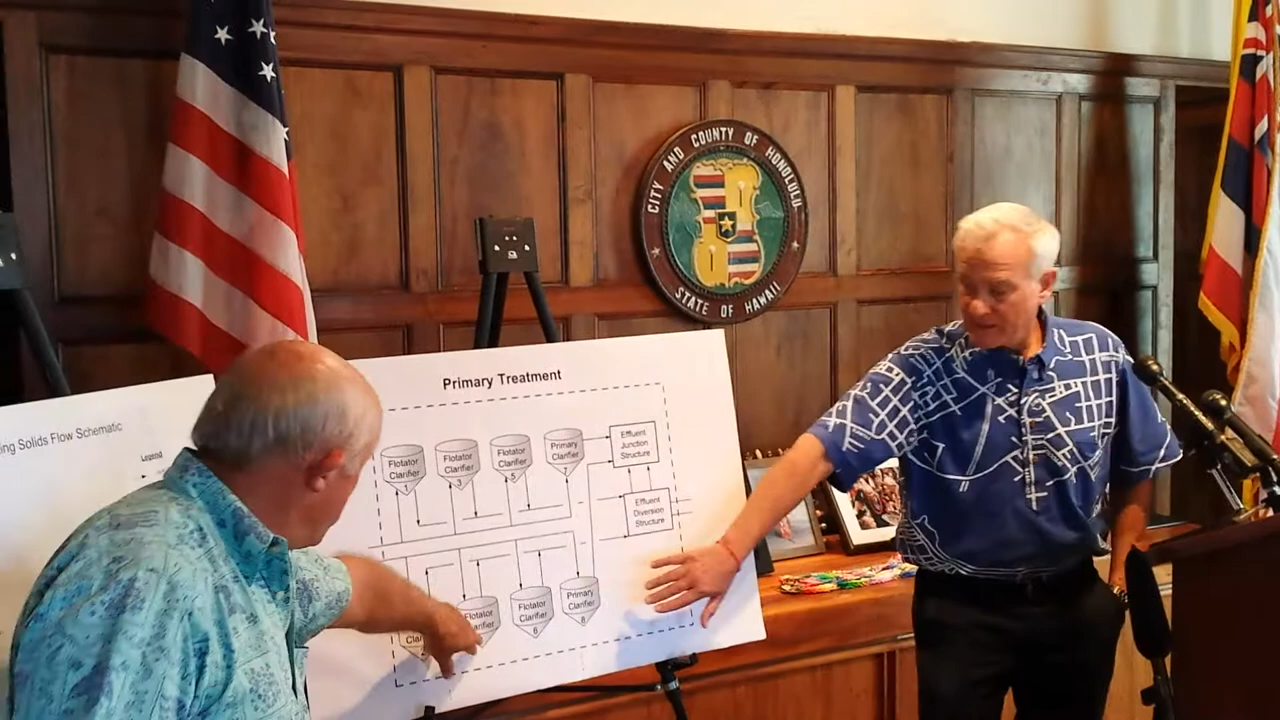 CITY AND COUNTY OF HONOLULU
STATE OF HAWAII
ing Solids Flow Schematic
Legend
Primary Treatment
Flotator
Clarifier
Flotator
Clarifier
3
Flotator
Clarifier
5
Primary
Clarifier
7
Effluent
Junction
Structure
Effluent
Diversion
Structure
Flotator
Clarifier
Flotator
Clarifier
6
Primary
Clarifier
8